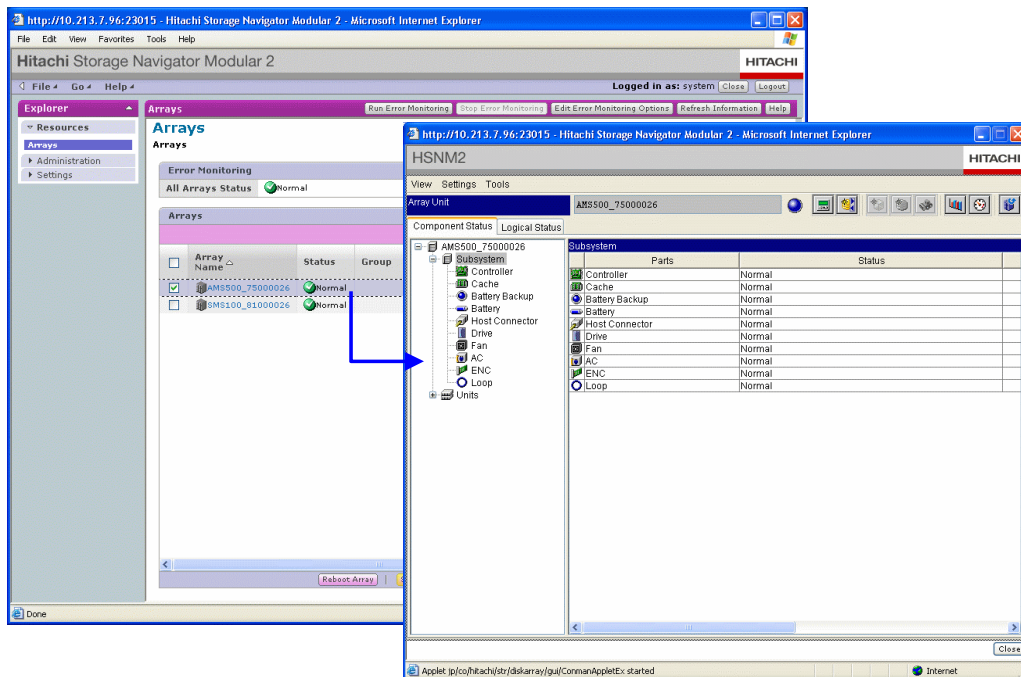 http://10.213.7.96:23015 - Hitachi Storage Navigator Modular 2 - Microsoft Internet Explorer
File Edit View Favorites Tools Help
Hitachi Storage Navigator Modular 2
HITACHI
File Go Help
Logged in as: system Close Logout
Explorer
Resources
Arrays
Administration
Settings
Arrays Run Error Monitoring Stop Error Monitoring Edit Error Monitoring Options Refresh Information Help
Arrays
Arrays
Error Monitoring
All Arrays Status Normal
Arrays
Array Name Status Group
AMS500_75000026 Normal
SMS100_81000026 Normal
Reboot Array
Done
http://10.213.7.96:23015 - Hitachi Storage Navigator Modular 2 - Microsoft Internet Explorer
HSNM2
HITACHI
View Settings Tools
Array Unit AMS500_75000026
Component Status Logical Status
AMS500_75000026
Subsystem
Controller
Cache
Battery Backup
Battery
Host Connector
Drive
Fan
AC
ENC
Loop
Units
Subsystem
Parts Status
Controller Normal
Cache Normal
Battery Backup Normal
Battery Normal
Host Connector Normal
Drive Normal
Fan Normal
AC Normal
ENC Normal
Loop Normal
Close
Applet jp/co/hitachi/str/diskarray/gui/ConmanAppletEx started
Internet